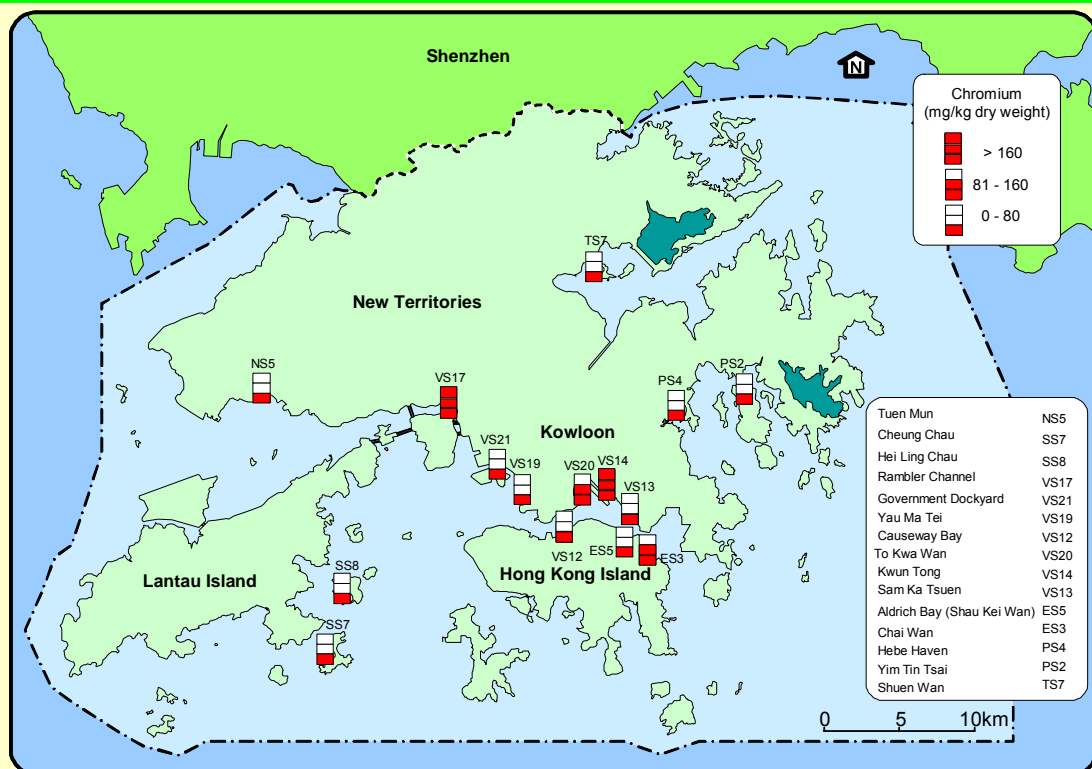 Shenzhen
N
Chromium
(mg/kg dry weight)
> 160
81 - 160
0 - 80
TS7
New Territories
NS5
VS17
PS4
PS2
Kowloon
VS21
VS19
VS20
VS14
VS13
VS12
ES5
ES3
Hong Kong Island
Lantau Island
SS8
SS7
Tuen Mun NS5
Cheung Chau SS7
Hei Ling Chau SS8
Rambler Channel VS17
Government Dockyard VS21
Yau Ma Tei VS19
Causeway Bay VS12
To Kwa Wan VS20
Kwun Tong VS14
Sam Ka Tsuen VS13
Aldrich Bay (Shau Kei Wan) ES5
Chai Wan ES3
Hebe Haven PS4
Yim Tin Tsai PS2
Shuen Wan TS7
0 5 10km